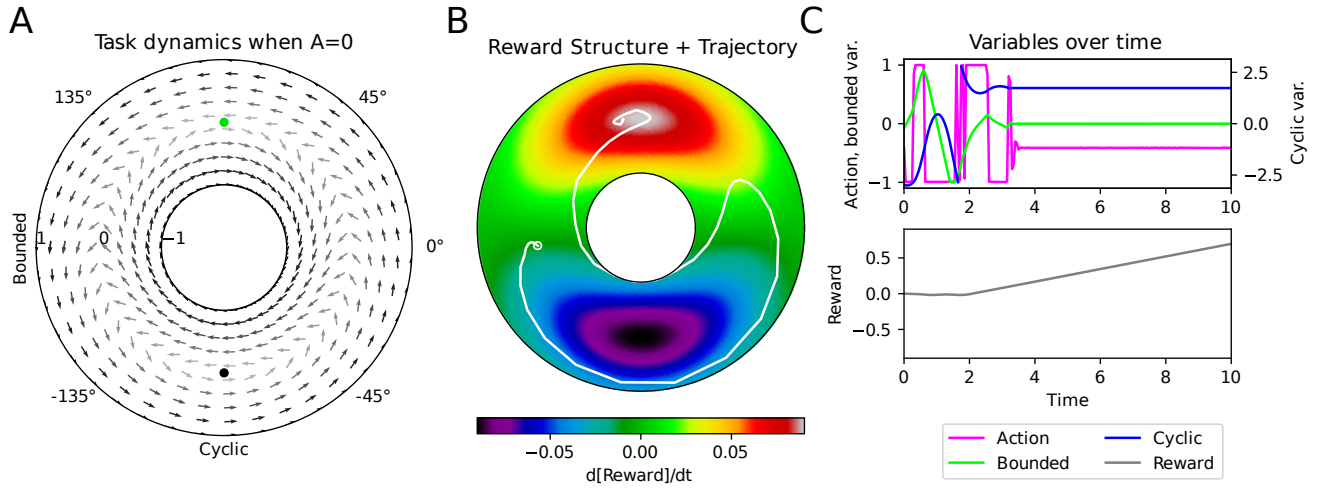 A
Task dynamics when A=0
135°
45°
Bounded
1
0
−1
0°
-135°
-45°
Cyclic
B
Reward Structure + Trajectory
−0.05
0.00
0.05
d[Reward]/dt
C
Variables over time
Action, bounded var.
1
0
−1
2.5
0.0
−2.5
Cyclic var.
0
2
4
6
8
10
Reward
0.5
0.0
−0.5
0
2
4
6
8
10
Time
Action
Cyclic
Bounded
Reward